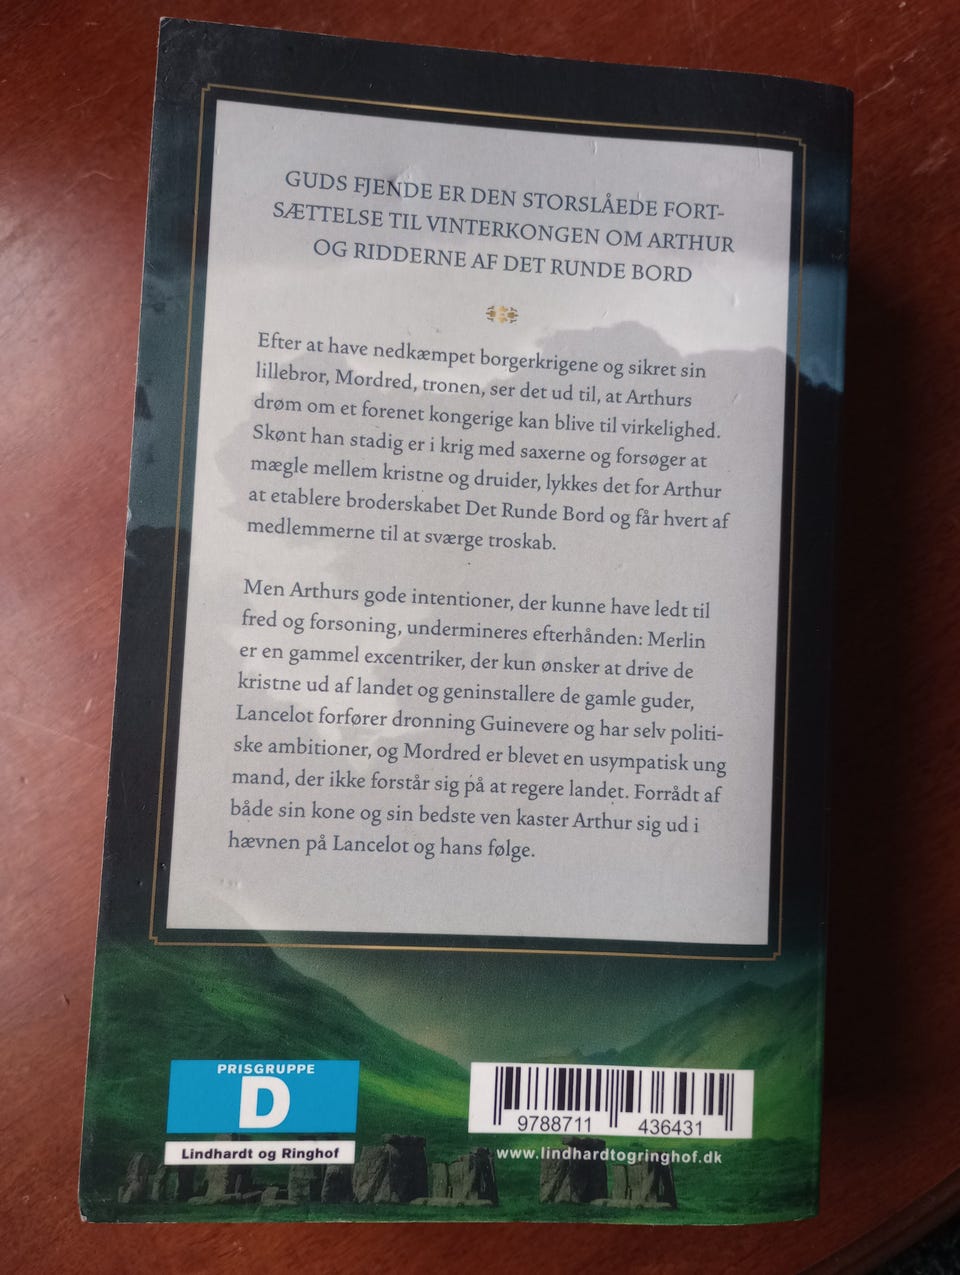 GUDS FJENDE ER DEN STORSLÅEDE FORT-
SÆTTELSE TIL VINTERKONGEN OM ARTHUR
OG RIDDERNE AF DET RUNDE BORD
Efter at have nedkæmpet borgerkrigene og sikret sin
lillebror, Mordred, tronen, ser det ud til, at Arthurs
drøm om et forenet kongerige kan blive til virkelighed.
Skønt han stadig er i krig med saxerne og forsøger at
mægle mellem kristne og druider, lykkes det for Arthur
at etablere broderskabet Det Runde Bord og får hvert af
medlemmerne til at sværge troskab.
Men Arthurs gode intentioner, der kunne have ledt til
fred og forsoning, undermineres efterhånden: Merlin
er en gammel excentriker, der kun ønsker at drive de
kristne ud af landet og geninstallere de gamle guder,
Lancelot forfører dronning Guinevere og har selv politi-
ske ambitioner, og Mordred er blevet en usympatisk ung
mand, der ikke forstår sig på at regere landet. Forrådt af
både sin kone og sin bedste ven kaster Arthur sig ud i
hævnen på Lancelot og hans følge.
PRISGRUPPE
D
Lindhardt og Ringhof
9788711 436431
www.lindhardtogringhof.dk